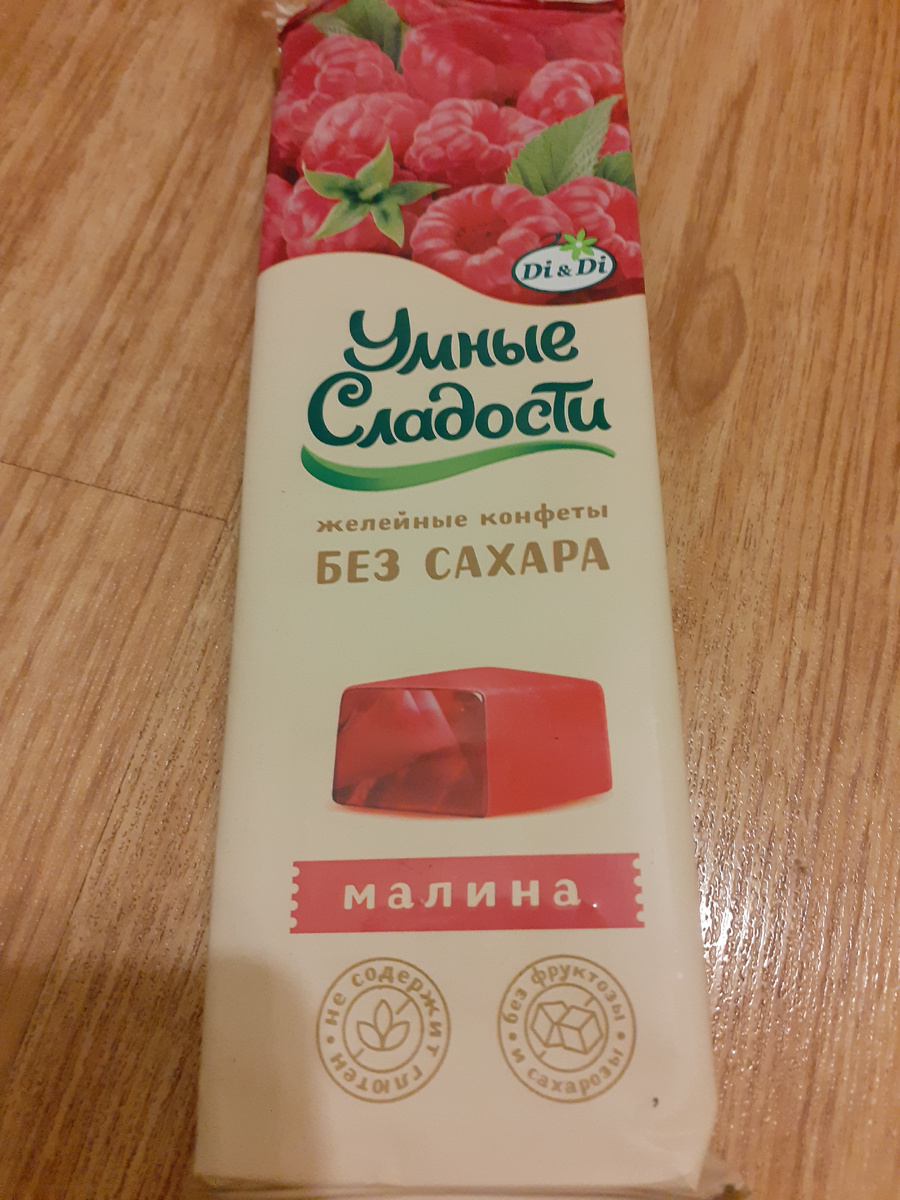 Di & Di
Умные
Сладости
желейные конфеты
БЕЗ САХАРА
малина
не содержит глютен
без фруктозы
и сахарозы